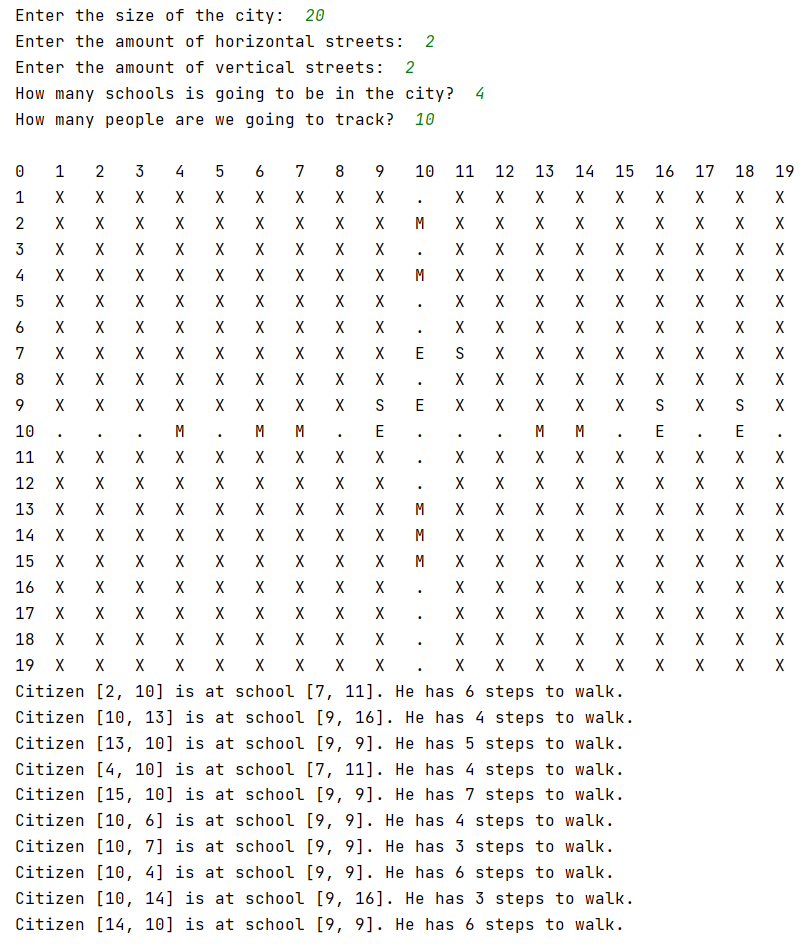 Enter the size of the city:  20
Enter the amount of horizontal streets:  2
Enter the amount of vertical streets:  2
How many schools is going to be in the city?  4
How many people are we going to track?  10
0   1   2   3   4   5   6   7   8   9   10  11  12  13  14  15  16  17  18  19
1   X   X   X   X   X   X   X   X   X   .   X   X   X   X   X   X   X   X   X
2   X   X   X   X   X   X   X   X   X   M   X   X   X   X   X   X   X   X   X
3   X   X   X   X   X   X   X   X   X   .   X   X   X   X   X   X   X   X   X
4   X   X   X   X   X   X   X   X   X   M   X   X   X   X   X   X   X   X   X
5   X   X   X   X   X   X   X   X   X   .   X   X   X   X   X   X   X   X   X
6   X   X   X   X   X   X   X   X   X   .   X   X   X   X   X   X   X   X   X
7   X   X   X   X   X   X   X   X   X   E   S   X   X   X   X   X   X   X   X
8   X   X   X   X   X   X   X   X   X   .   X   X   X   X   X   X   X   X   X
9   X   X   X   X   X   X   X   X   S   E   X   X   X   X   X   S   X   S   X
10  .   .   .   M   .   M   M   .   E   .   .   .   M   M   .   E   .   E   .
11  X   X   X   X   X   X   X   X   X   .   X   X   X   X   X   X   X   X   X
12  X   X   X   X   X   X   X   X   X   .   X   X   X   X   X   X   X   X   X
13  X   X   X   X   X   X   X   X   X   M   X   X   X   X   X   X   X   X   X
14  X   X   X   X   X   X   X   X   X   M   X   X   X   X   X   X   X   X   X
15  X   X   X   X   X   X   X   X   X   M   X   X   X   X   X   X   X   X   X
16  X   X   X   X   X   X   X   X   X   .   X   X   X   X   X   X   X   X   X
17  X   X   X   X   X   X   X   X   X   .   X   X   X   X   X   X   X   X   X
18  X   X   X   X   X   X   X   X   X   .   X   X   X   X   X   X   X   X   X
19  X   X   X   X   X   X   X   X   X   .   X   X   X   X   X   X   X   X   X
Citizen [2, 10] is at school [7, 11]. He has 6 steps to walk.
Citizen [10, 13] is at school [9, 16]. He has 4 steps to walk.
Citizen [13, 10] is at school [9, 9]. He has 5 steps to walk.
Citizen [4, 10] is at school [7, 11]. He has 4 steps to walk.
Citizen [15, 10] is at school [9, 9]. He has 7 steps to walk.
Citizen [10, 6] is at school [9, 9]. He has 4 steps to walk.
Citizen [10, 7] is at school [9, 9]. He has 3 steps to walk.
Citizen [10, 4] is at school [9, 9]. He has 6 steps to walk.
Citizen [10, 14] is at school [9, 16]. He has 3 steps to walk.
Citizen [14, 10] is at school [9, 9]. He has 6 steps to walk.